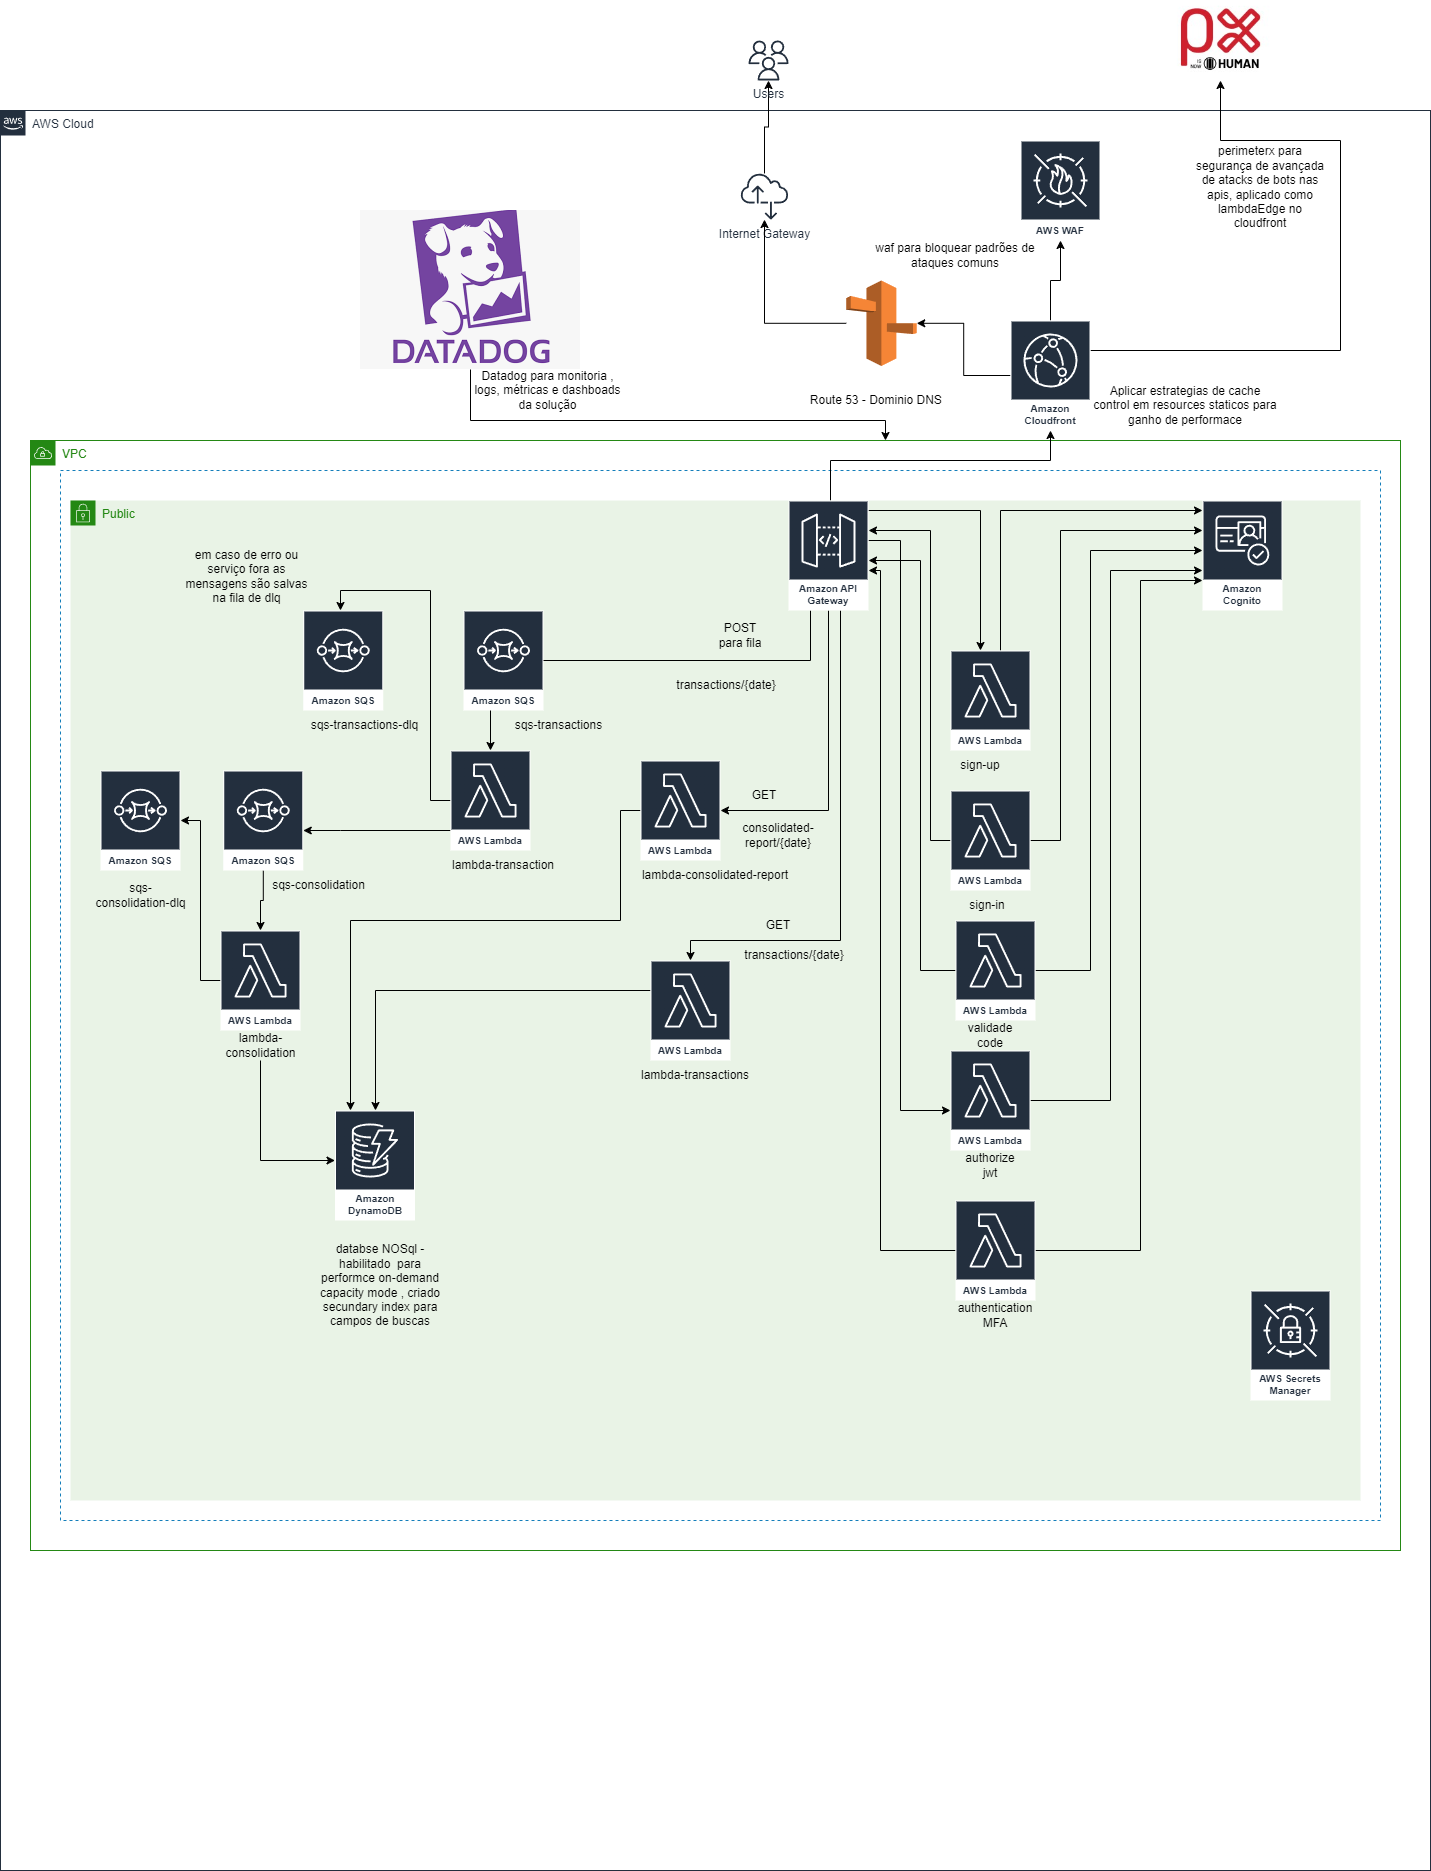 px
IS
NOW
HUMAN
Users
aws
AWS Cloud
perimeterx para
segurança de avançada
de atacks de bots nas
apis, aplicado como
lambdaEdge no
cloudfront
Internet Gateway
AWS WAF
waf para bloquear padrões de
ataques comuns
DATADOG
Datadog para monitoria ,
logs, métricas e dashboads
da solução
Route 53 - Dominio DNS
Amazon
Cloudfront
Aplicar estrategias de cache
control em resources staticos para
ganho de performace
VPC
Public
em caso de erro ou
serviço fora as
mensagens são salvas
na fila de dlq
Amazon API
Gateway
Amazon
Cognito
POST
para fila
transactions/{date}
Amazon SQS
sqs-transactions-dlq
Amazon SQS
sqs-transactions
AWS Lambda
sign-up
Amazon SQS
sqs-
consolidation-dlq
Amazon SQS
sqs-consolidation
AWS Lambda
lambda-transaction
AWS Lambda
lambda-consolidated-report
GET
consolidated-
report/{date}
AWS Lambda
sign-in
GET
transactions/{date}
AWS Lambda
lambda-
consolidation
AWS Lambda
lambda-transactions
AWS Lambda
validade
code
AWS Lambda
authorize
jwt
Amazon
DynamoDB
databse NOSql -
habilitado  para
performce on-demand
capacity mode , criado
secundary index para
campos de buscas
AWS Lambda
authentication
MFA
AWS Secrets
Manager